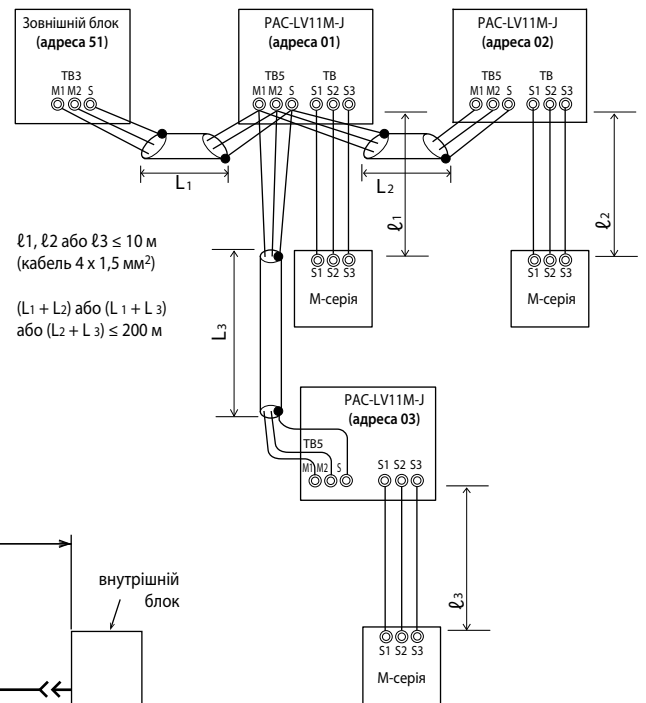 Зовнішній блок
(адреса 51)
TB3
M1 M2 S
PAC-LV11M-J
(адреса 01)
TB5 TB
M1 M2 S S1 S2 S3
PAC-LV11M-J
(адреса 02)
TB5 TB
M1 M2 S S1 S2 S3
L1
L2
ℓ1
ℓ2
ℓ1, ℓ2 або ℓ3 ≤ 10 м
(кабель 4 x 1,5 мм²)
(L1 + L2) або (L 1 + L 3)
або (L2 + L 3) ≤ 200 м
S1 S2 S3
М-серія
S1 S2 S3
М-серія
L3
PAC-LV11M-J
(адреса 03)
TB5
M1 M2 S
S1 S2 S3
ℓ3
внутрішній
блок
S1 S2 S3
М-серія